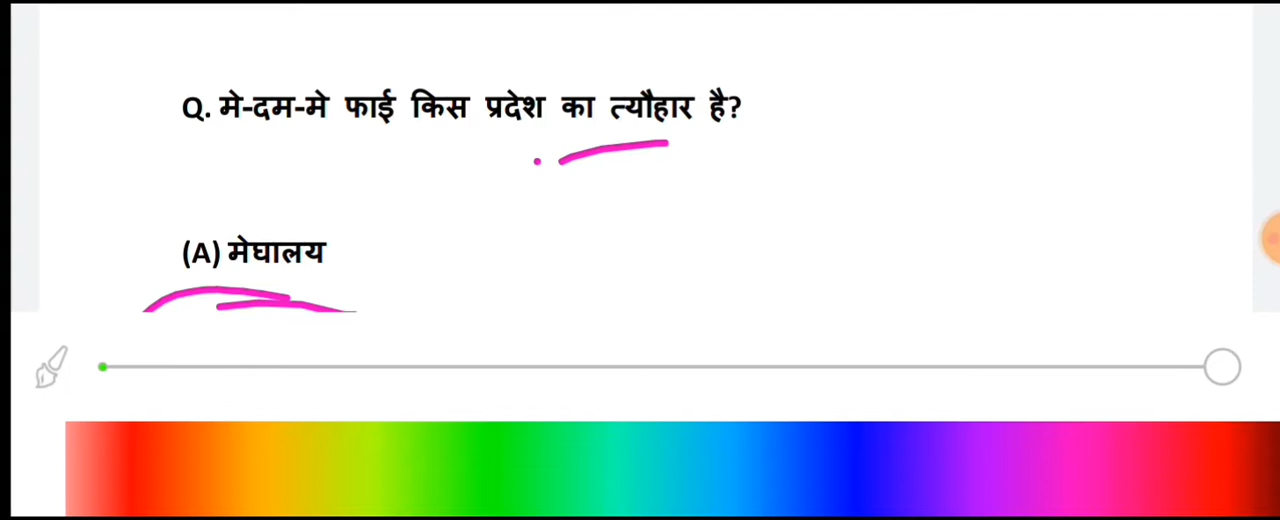 Q. मे-दम-मे फाई किस प्रदेश का त्यौहार है?
(A) मेघालय